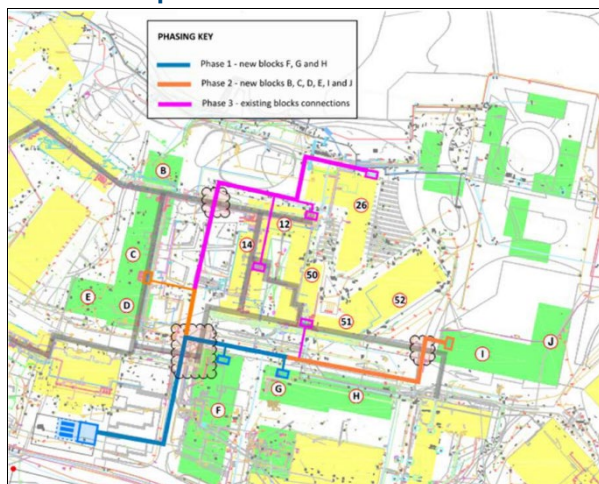 PHASING KEY
Phase 1 - new blocks F, G and H
Phase 2 - new blocks B, C, D, E, I and J
Phase 3 - existing blocks connections
B
26
12
C
14
50
52
E
D
51
J
I
G
H
F